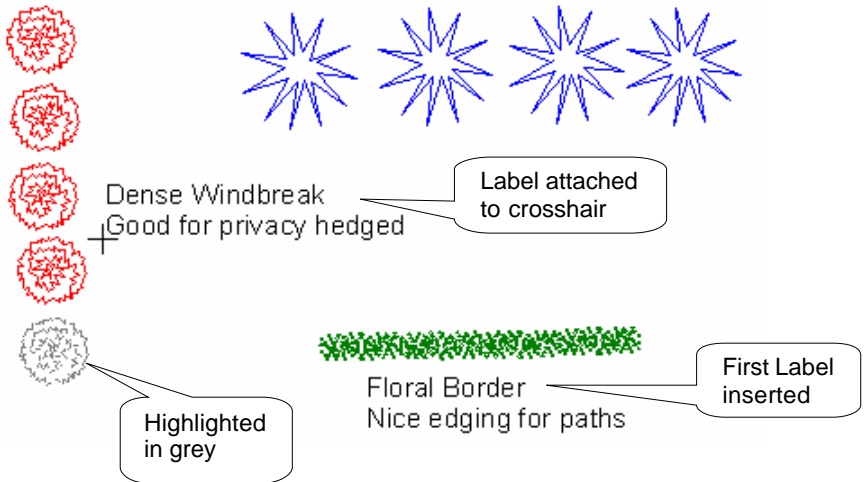 Dense Windbreak
Good for privacy hedged
Label attached
to crosshair
Floral Border
Nice edging for paths
First Label
inserted
Highlighted
in grey